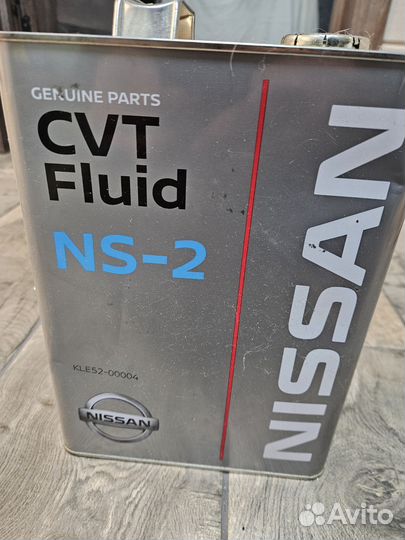 GENUINE PARTS
CVT
Fluid
NS-2
KLE52-00004
NISSAN
NISSAN
Avito